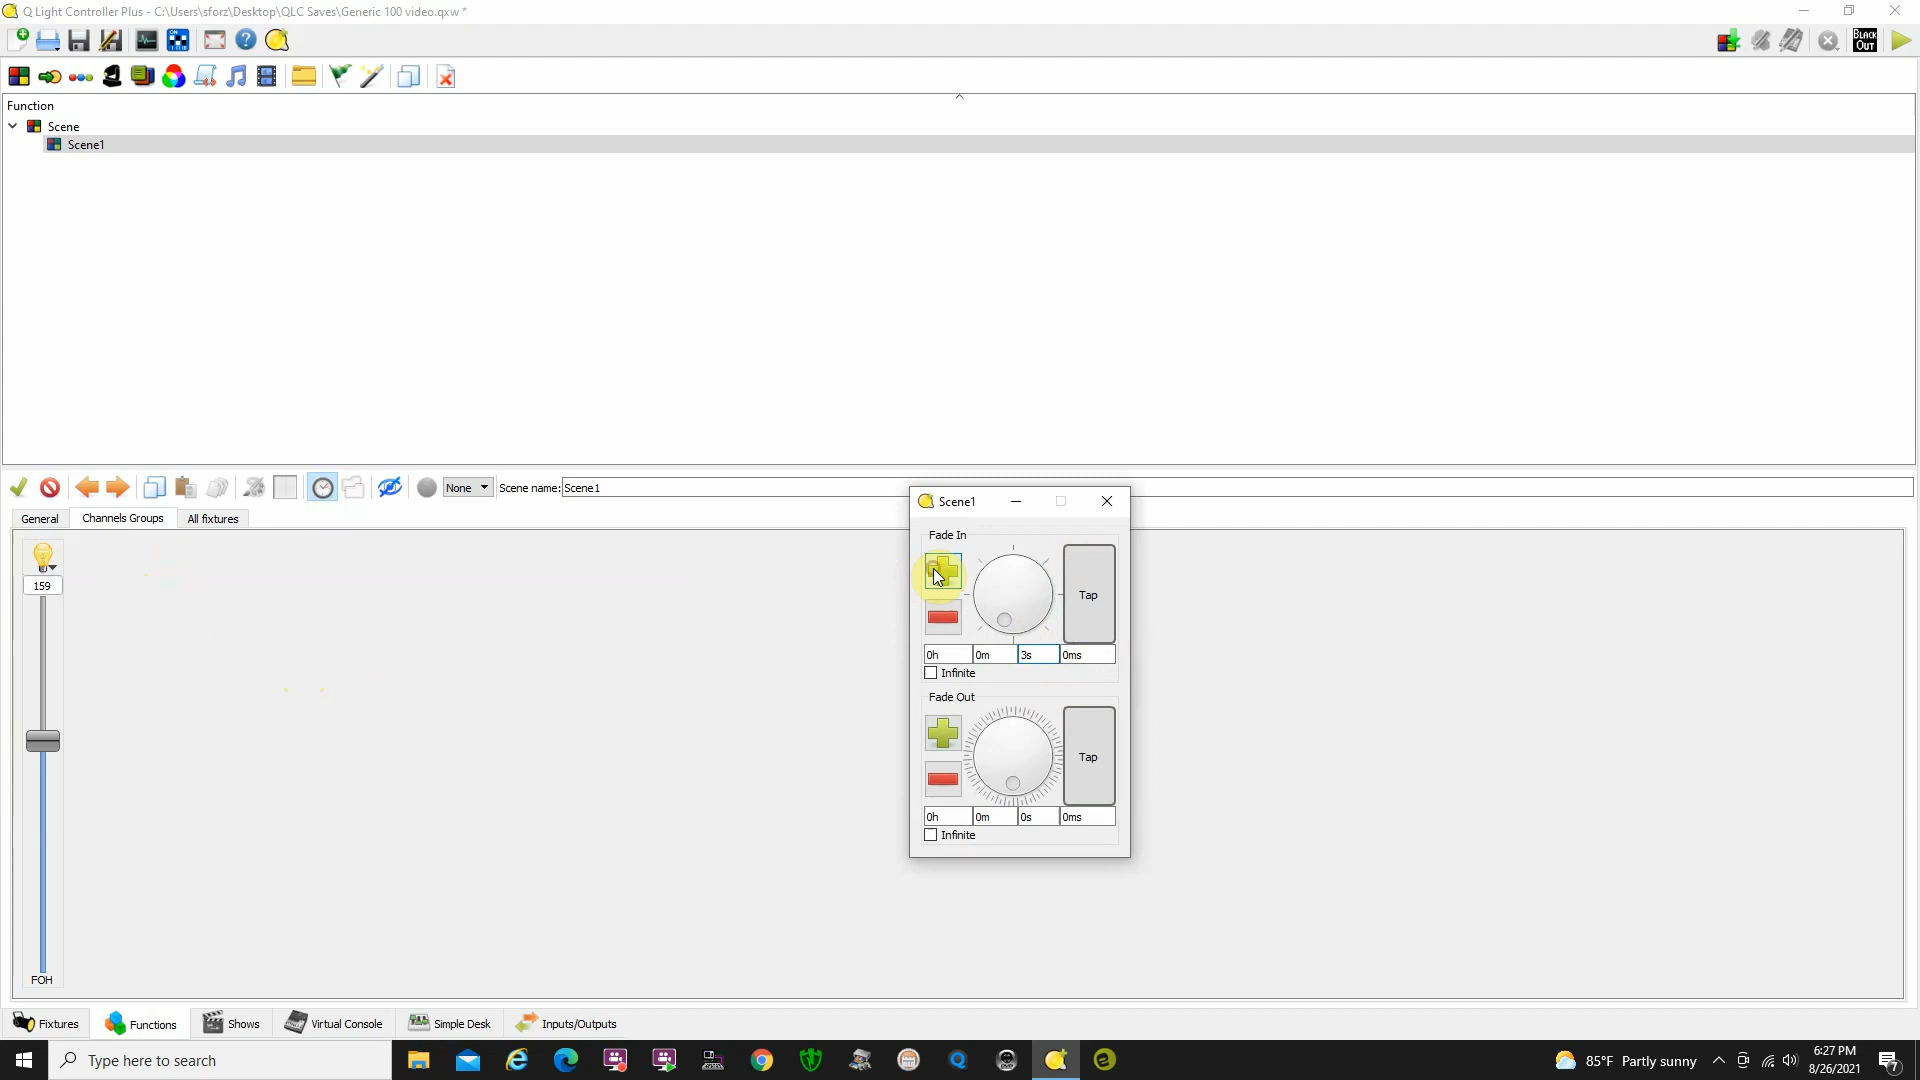 Q Light Controller Plus - C:\Users\sforz\Desktop\QLC Saves\Generic 100 video.qxw *
BLACK OUT
Function
Scene
Scene1
None Scene name: Scene1
General Channels Groups All fixtures
159
FOH
Scene1
Fade In
Tap
0h 0m 3s 0ms
Infinite
Fade Out
Tap
0h 0m 0s 0ms
Infinite
Fixtures Functions Shows Virtual Console Simple Desk Inputs/Outputs
Type here to search
85°F Partly sunny
6:27 PM
8/26/2021
7